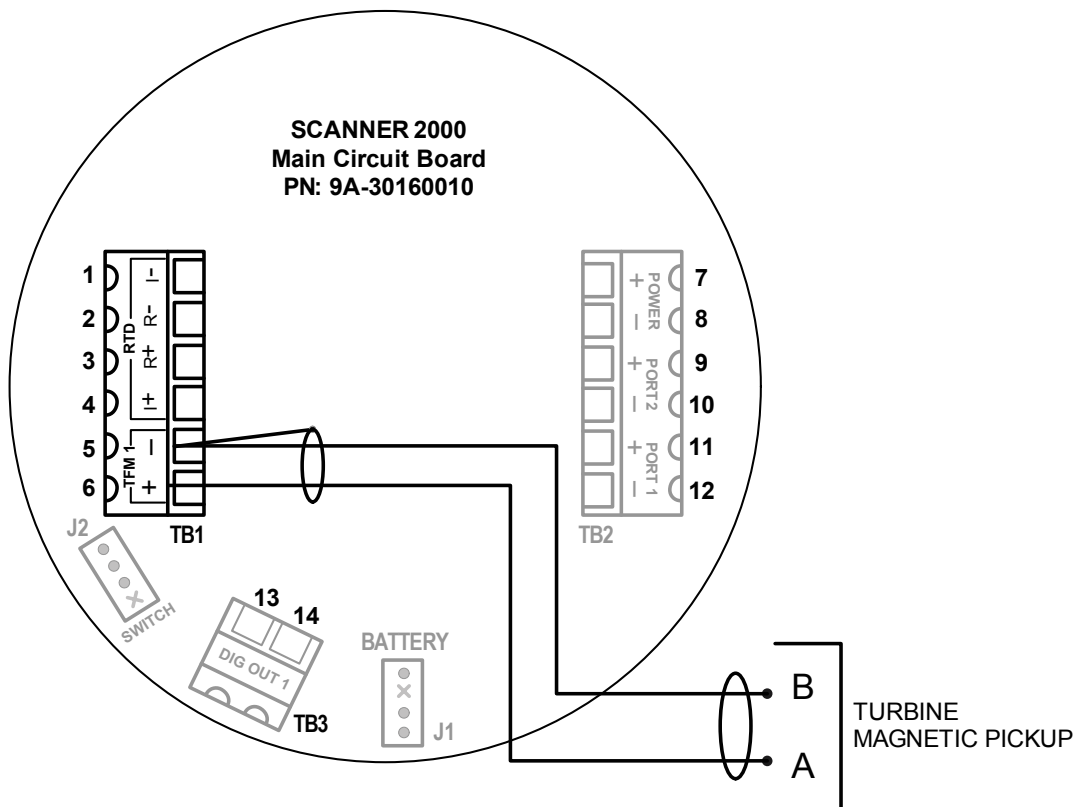 SCANNER 2000
Main Circuit Board
PN: 9A-30160010
1
2
3
4
5
6
I-
R-
R+
I+
RTD
−
+
TFM 1
TB1
+
−
POWER
+
−
PORT 2
+
−
PORT 1
7
8
9
10
11
12
TB2
J2
SWITCH
13
14
DIG OUT 1
TB3
BATTERY
J1
B
A
TURBINE
MAGNETIC PICKUP